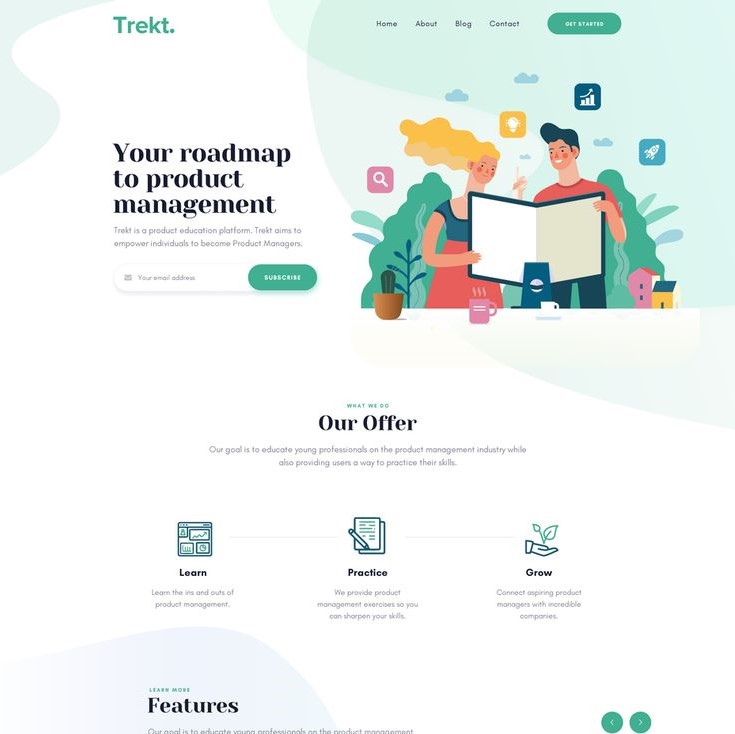 Trekt.
Home
About
Blog
Contact
GET STARTED
Your roadmap
to product
management
Trekt is a product education platform. Trekt aims to
empower individuals to become Product Managers.
Your email address
SUBSCRIBE
WHAT WE DO
Our Offer
Our goal is to educate young professionals on the product management industry while
also providing users a way to practice their skills.
Learn
Learn the ins and outs of
product management.
Practice
We provide product
management exercises so you
can sharpen your skills.
Grow
Connect aspiring product
managers with incredible
companies.
LEARN MORE
Features
Our goal is to educate young professionals on the product management